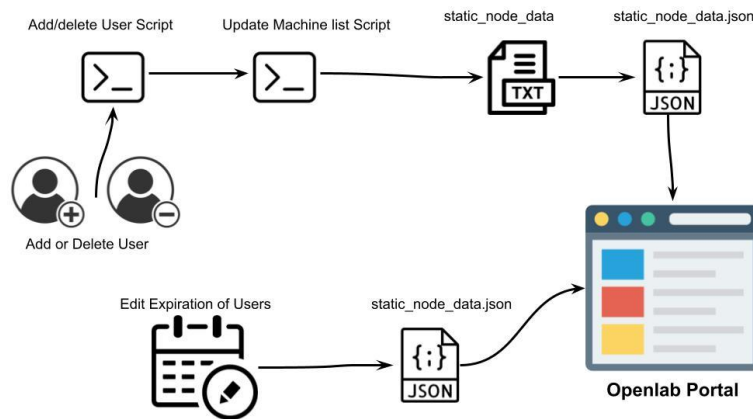 Add/delete User Script
Update Machine list Script
static_node_data
static_node_data.json
>_
>_
TXT
{;}
JSON
Add or Delete User
Edit Expiration of Users
static_node_data.json
{;}
JSON
Openlab Portal